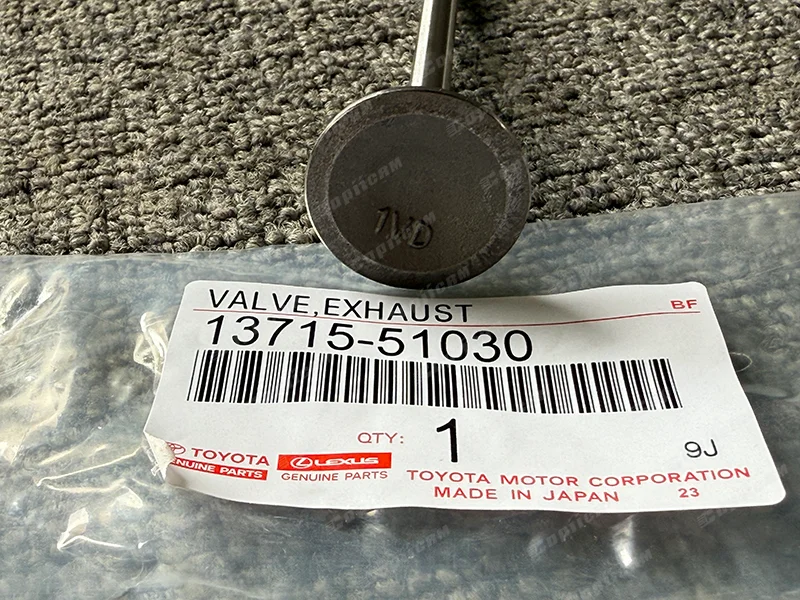 1VD
VALVE,EXHAUST
BF
13715-51030
QTY: 1
9J
TOYOTA
GENUINE PARTS
LEXUS
GENUINE PARTS
TOYOTA MOTOR CORPORATION
MADE IN JAPAN 23